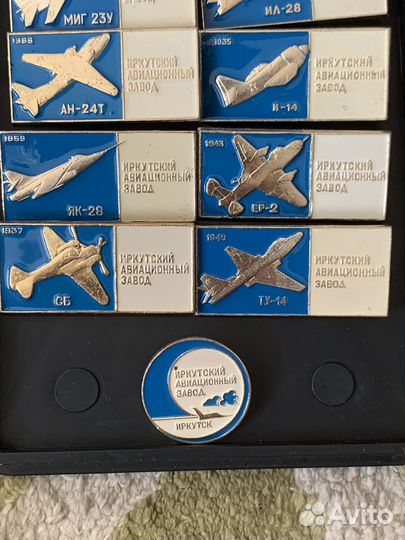 ЗАВОД
МИГ 23У
ИЛ-28
1966
АН-24Т
ИРКУТСКИЙ
АВИАЦИОННЫЙ
ЗАВОД
1935
И-14
ИРКУТСКИЙ
АВИАЦИОННЫЙ
ЗАВОД
1959
ЯК-28
ИРКУТСКИЙ
АВИАЦИОННЫЙ
ЗАВОД
1943
ЕР-2
ИРКУТСКИЙ
АВИАЦИОННЫЙ
ЗАВОД
1937
СБ
ИРКУТСКИЙ
АВИАЦИОННЫЙ
ЗАВОД
1949
ТУ-14
ИРКУТСКИЙ
АВИАЦИОННЫЙ
ЗАВОД
ИРКУТСКИЙ
АВИАЦИОННЫЙ
ЗАВОД
ИРКУТСК
Avito